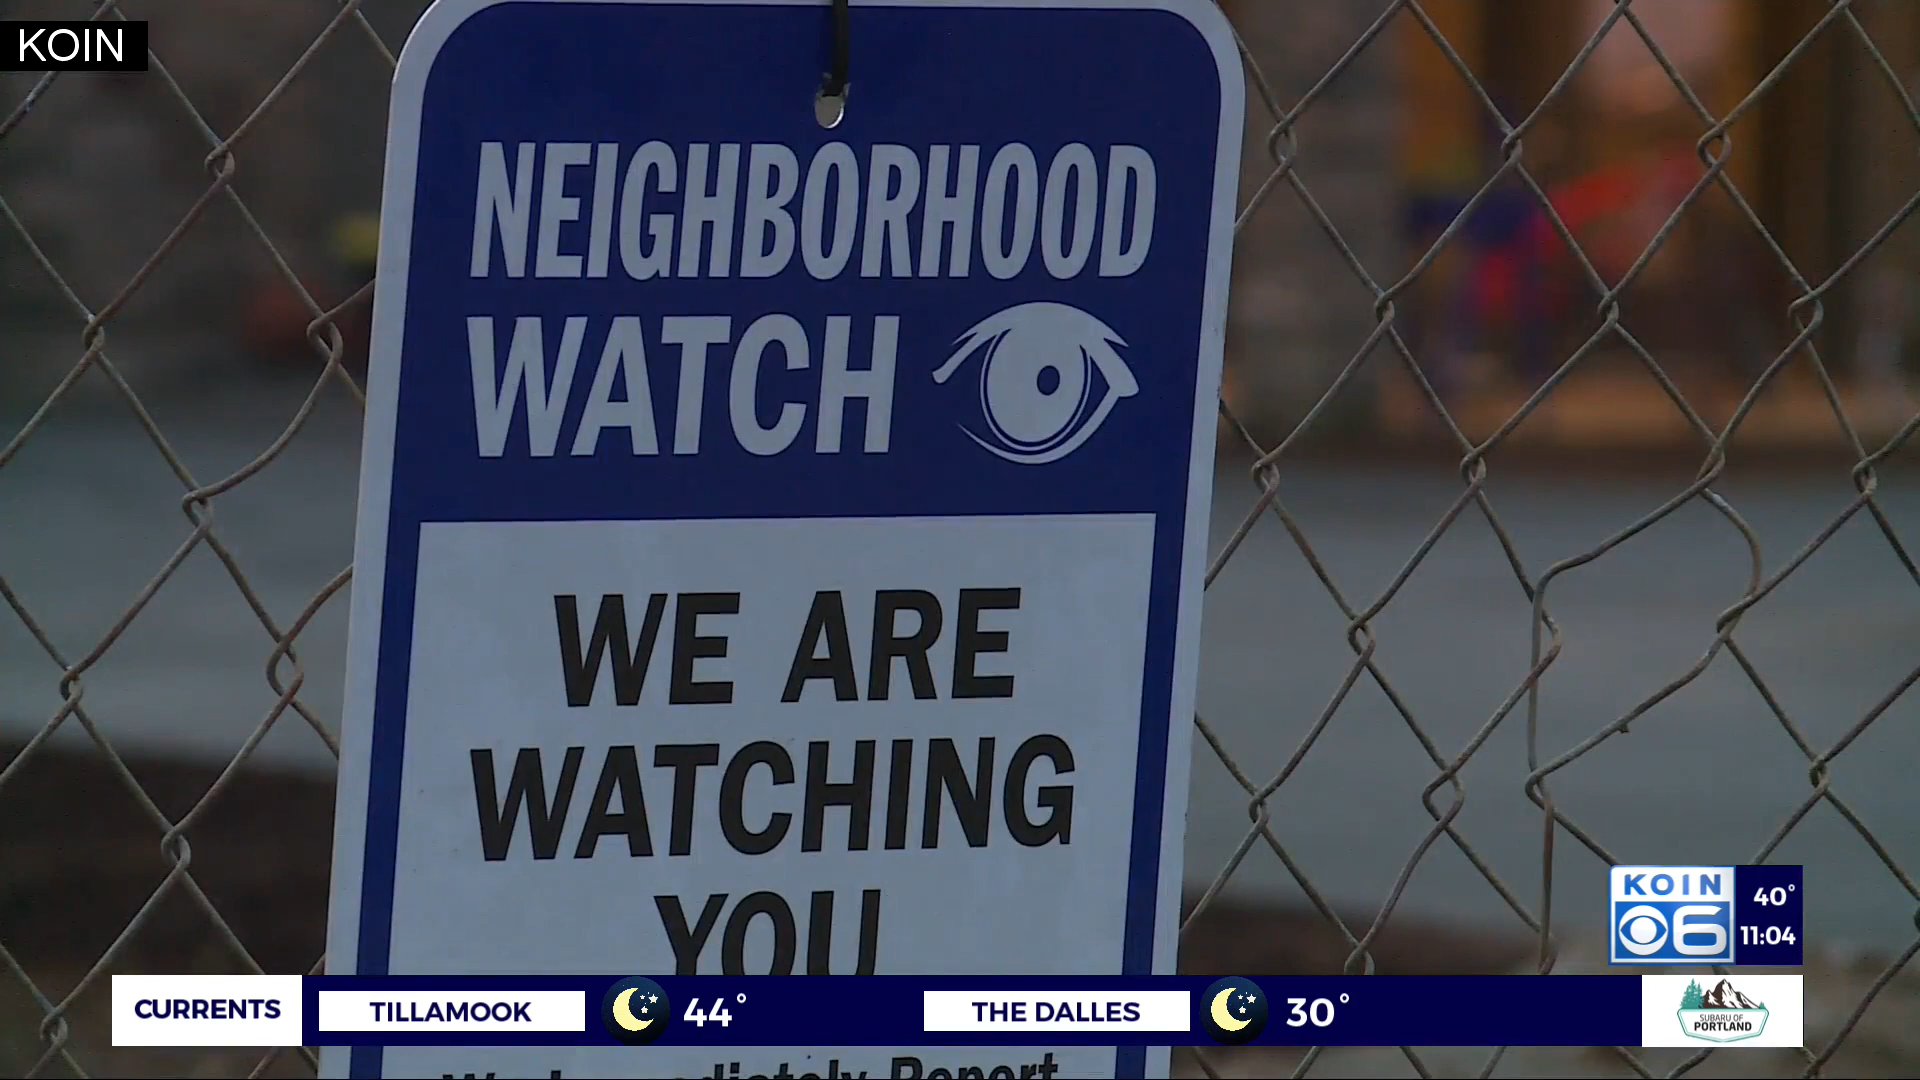 KOIN
NEIGHBORHOOD
WATCH
WE ARE
WATCHING
YOU
Report
KOIN
6
40°
11:04
CURRENTS
TILLAMOOK
44°
THE DALLES
30°
SUBARU OF
PORTLAND